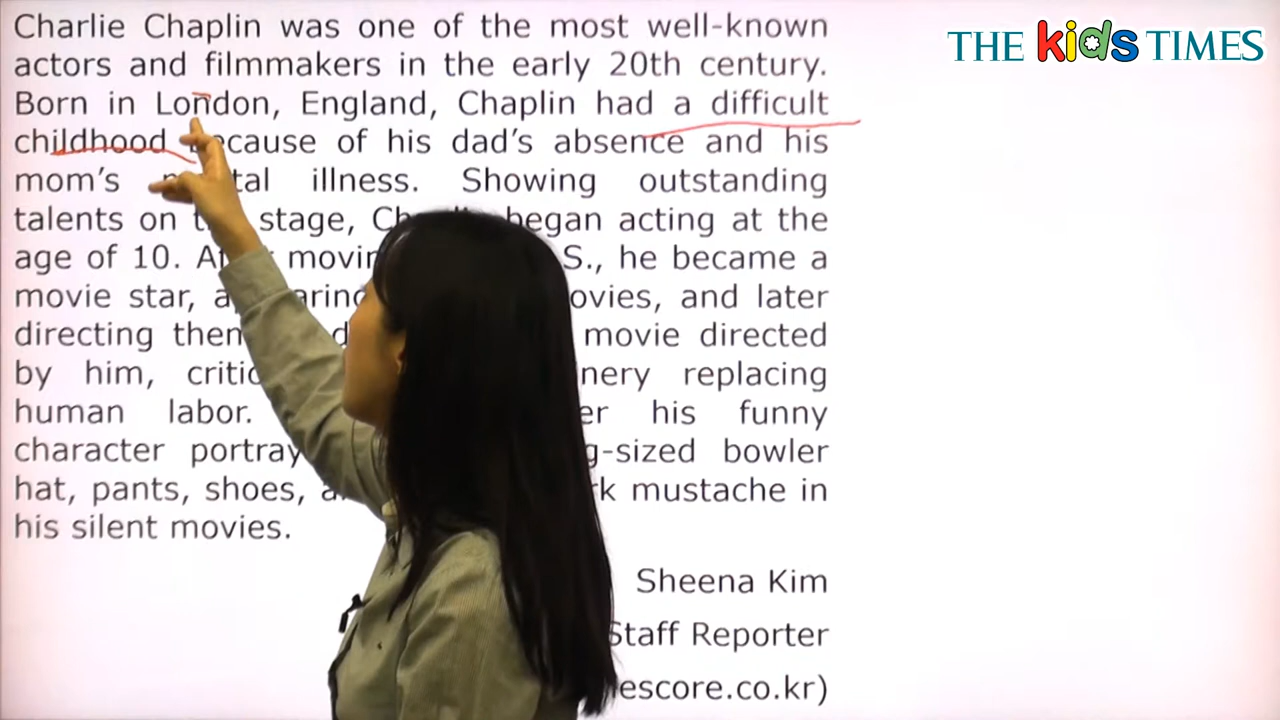 Charlie Chaplin was one of the most well-known
actors and filmmakers in the early 20th century.
Born in London, England, Chaplin had a difficult
childhood because of his dad's absence and his
mom's illness. Showing outstanding
talents on stage, began acting at the
age of 10. he became a
movie star, and later
directing movie directed
by him, replacing
human labor. his funny
character bowler
hat, pants, shoes, mustache in
his silent movies.
Sheena Kim
Staff Reporter
THE kids TIMES